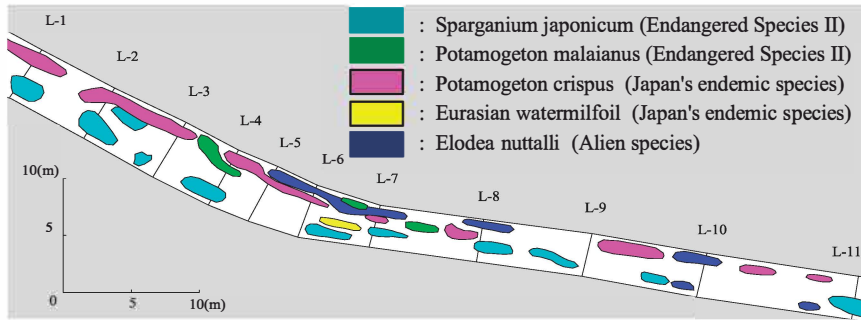 L-1
L-2
L-3
L-4
L-5
L-6
L-7
L-8
L-9
L-10
L-11
: Sparganium japonicum (Endangered Species II)
: Potamogeton malaianus (Endangered Species II)
: Potamogeton crispus (Japan's endemic species)
: Eurasian watermilfoil (Japan's endemic species)
: Elodea nuttalli (Alien species)
10(m)
5
0
5
10(m)